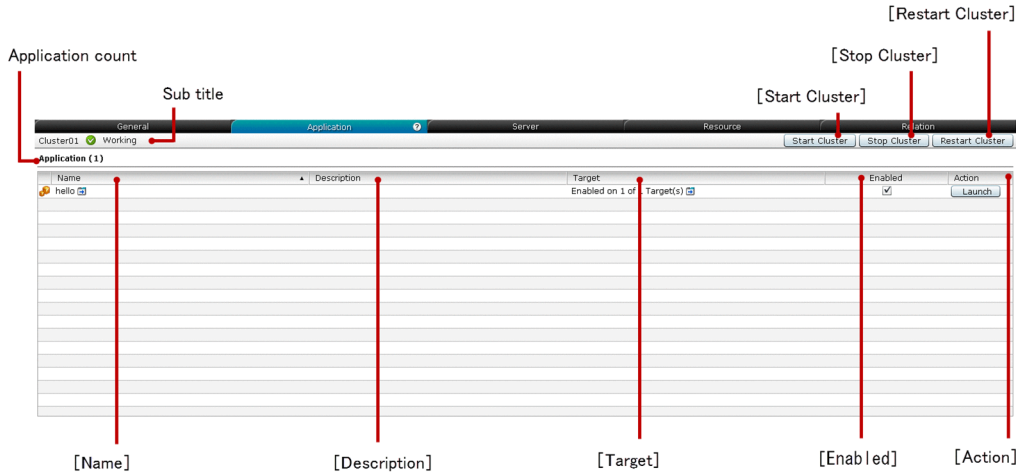 [Restart Cluster]
Application count
[Stop Cluster]
Sub title
[Start Cluster]
General Application ? Server Resource Relation
Cluster01 Working Start Cluster Stop Cluster Restart Cluster
Application (1)
Name Description Target Enabled Action
hello Enabled on 1 of 1 Target(s) Launch
[Name] [Description] [Target] [Enabled] [Action]